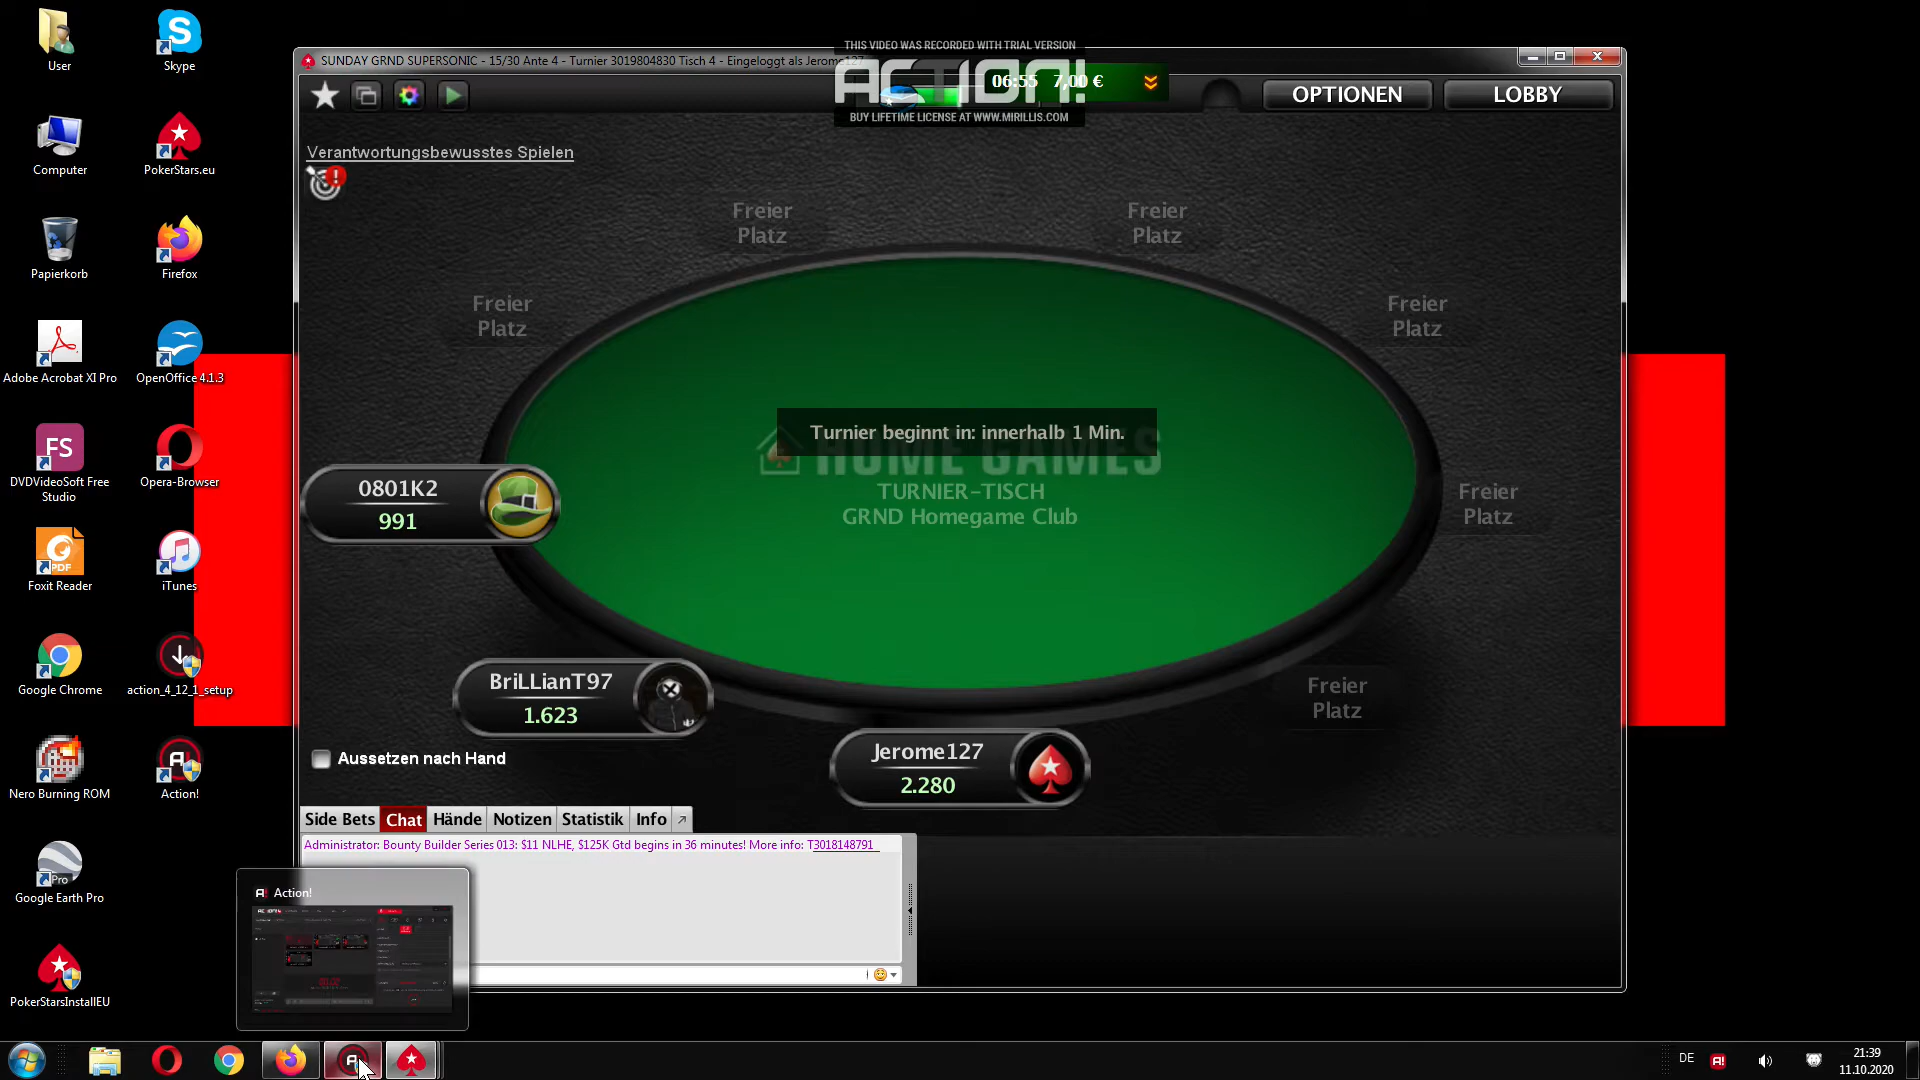 User
Skype
Computer
PokerStars.eu
Papierkorb
Firefox
Adobe Acrobat XI Pro
OpenOffice 4.1.3
FS
DVDVideoSoft Free
Studio
Opera-Browser
PDF
Foxit Reader
iTunes
Google Chrome
action_4_12_1_setup
Nero Burning ROM
Action!
Pro
Google Earth Pro
PokerStarsInstallEU
THIS VIDEO WAS RECORDED WITH TRIAL VERSION
ACTION!
BUY LIFETIME LICENSE AT WWW.MIRILLIS.COM
SUNDAY GRND SUPERSONIC - 15/30 Ante 4 - Turnier 3019804830 Tisch 4 - Eingeloggt als Jerome127
06:55 7,00 €
OPTIONEN
LOBBY
Verantwortungsbewusstes Spielen
Freier
Platz
Freier
Platz
Freier
Platz
Freier
Platz
Turnier beginnt in: innerhalb 1 Min.
HOME GAMES
TURNIER-TISCH
GRND Homegame Club
0801K2
991
Freier
Platz
BriLLianT97
1.623
Freier
Platz
Jerome127
2.280
Aussetzen nach Hand
Side Bets
Chat
Hände
Notizen
Statistik
Info
Administrator: Bounty Builder Series 013: $11 NLHE, $125K Gtd begins in 36 minutes! More info: T3018148791
Action!
DE
21:39
11.10.2020